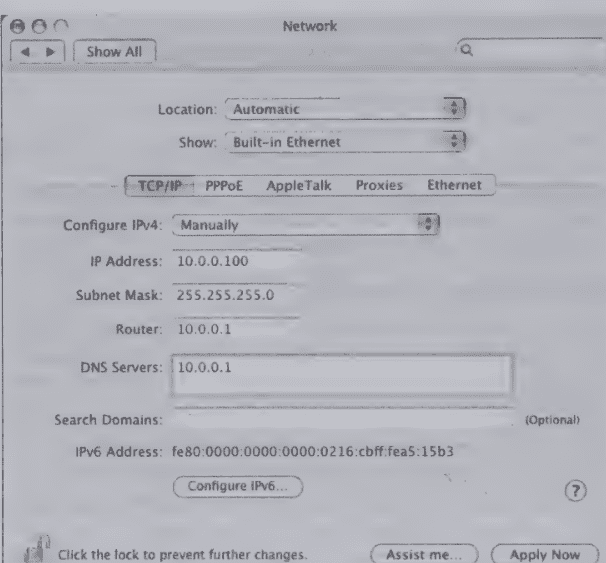 Network
Show All
Location: Automatic
Show: Built-in Ethernet
TCP/IP PPPoE AppleTalk Proxies Ethernet
Configure IPv4: Manually
IP Address: 10.0.0.100
Subnet Mask: 255.255.255.0
Router: 10.0.0.1
DNS Servers: 10.0.0.1
Search Domains: (Optional)
IPv6 Address: fe80:0000:0000:0000:0216:cbff:fea5:15b3
Configure IPv6... ?
Click the lock to prevent further changes. Assist me... Apply Now